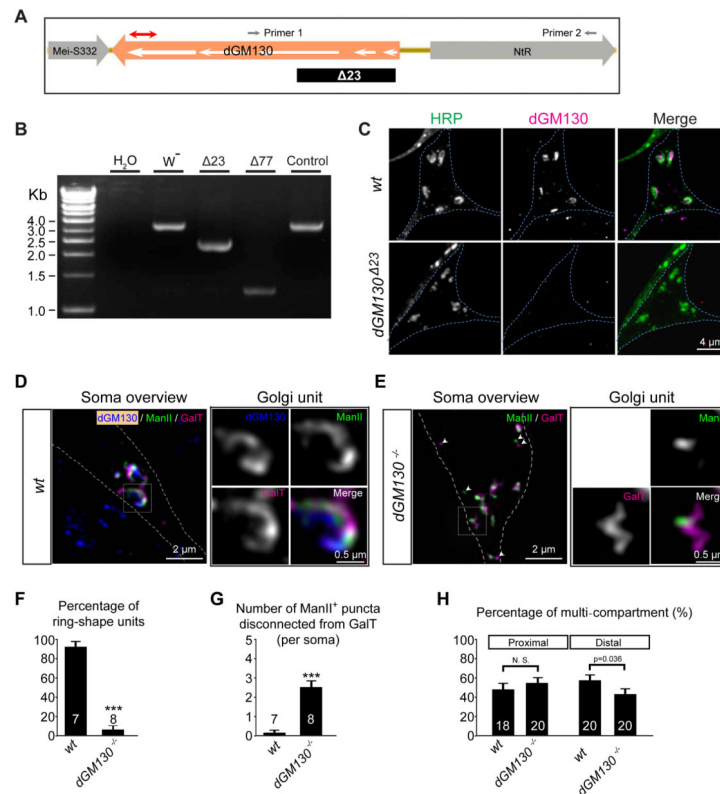 A
Mei-S332
dGM130
Primer 1
Primer 2
NtR
Δ23
B
H₂O W⁻ Δ23 Δ77 Control
Kb
4.0
3.0
2.5
2.0
1.5
1.0
C
HRP dGM130 Merge
wt
dGM130^Δ23
4 μm
D
Soma overview Golgi unit
dGM130 / ManII / GalT
wt
2 μm
dGM130 ManII
GalT Merge
0.5 μm
E
Soma overview Golgi unit
ManII / GalT
dGM130 -/-
2 μm
Man
GalT Merge
0.5 μm
F
Percentage of
ring-shape units
100
80
60
40
20
0
7
***
8
wt
dGM130 -/-
G
Number of ManII⁺ puncta
disconnected from GalT
(per soma)
5
4
3
2
1
0
7
***
8
wt
dGM130 -/-
H
Percentage of multi-compartment (%)
Proximal Distal
N. S. p=0.036
100
80
60
40
20
0
18 20 20 20
wt dGM130 -/- wt dGM130 -/-